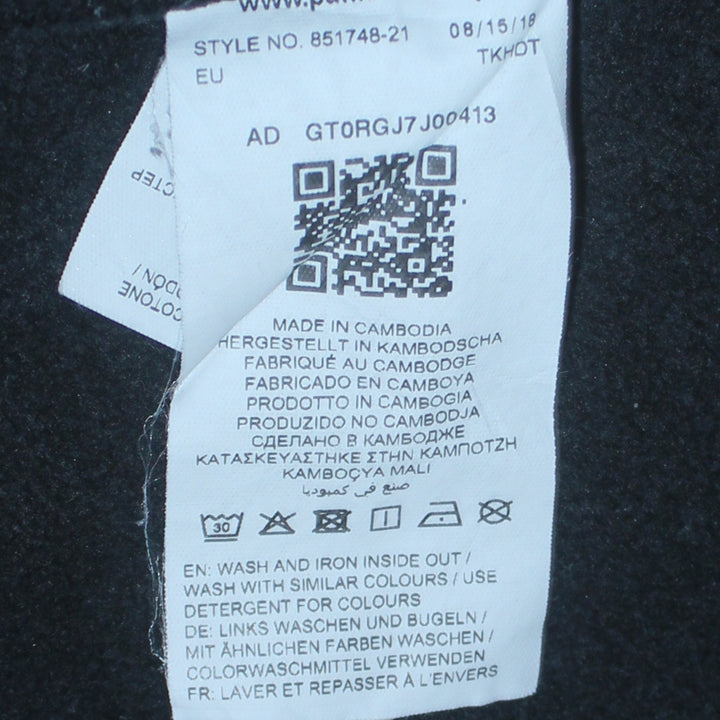 STYLE NO. 851748-21 08/15/18
EU TKHDT
AD GT0RGJ7J00413
MADE IN CAMBODIA
HERGESTELLT IN KAMBODSCHA
FABRIQUÉ AU CAMBODGE
FABRICADO EN CAMBOYA
PRODOTTO IN CAMBOGIA
PRODUZIDO NO CAMBODJA
СДЕЛАНО В КАМБОДЖЕ
ΚΑΤΑΣΚΕΥΑΣΤΗΚΕ ΣΤΗΝ ΚΑΜΠΟΤΖΗ
KAMBOÇYA MALI
صنع في كمبوديا
30
EN: WASH AND IRON INSIDE OUT /
WASH WITH SIMILAR COLOURS / USE
DETERGENT FOR COLOURS
DE: LINKS WASCHEN UND BÜGELN /
MIT ÄHNLICHEN FARBEN WASCHEN /
COLORWASCHMITTEL VERWENDEN
FR: LAVER ET REPASSER À L'ENVERS